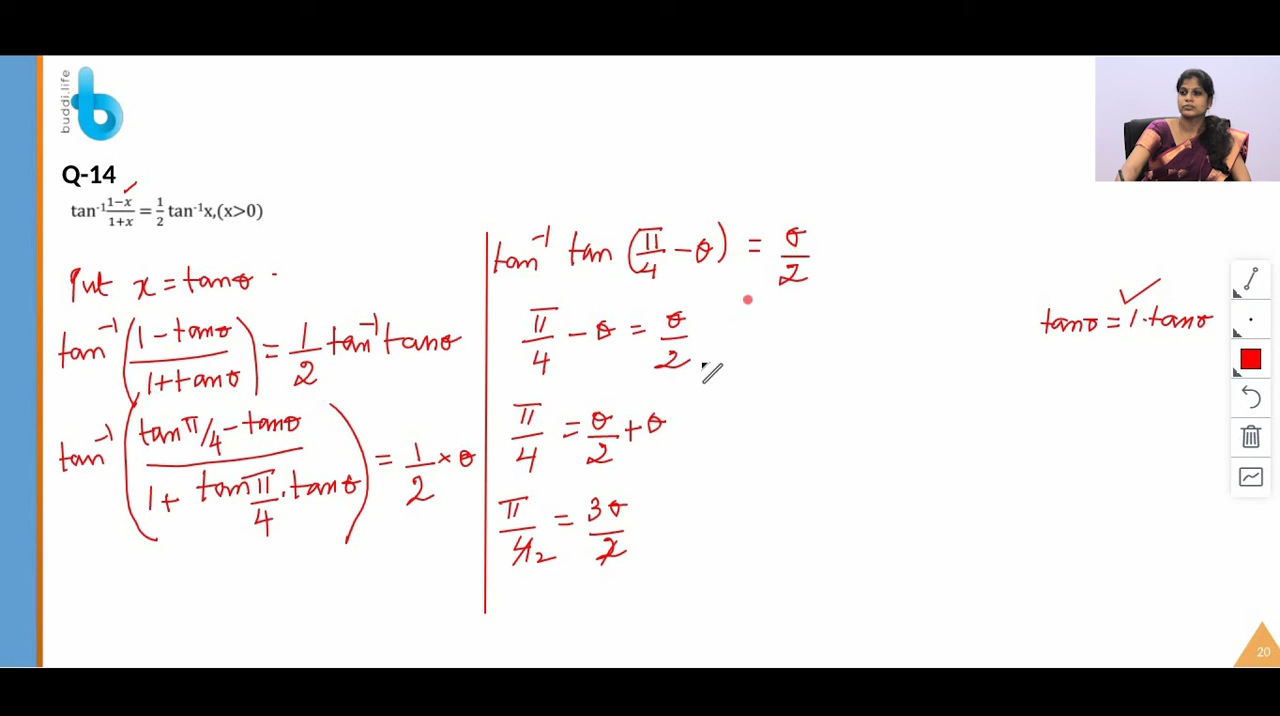 buddi.life
Q-14
tan⁻¹ (1−x)/(1+x) = 1/2 tan⁻¹x,(x>0)
Put x = tanθ
tan⁻¹ ((1 − tanθ)/(1 + tanθ)) = 1/2 tan⁻¹ tanθ
tan⁻¹ ((tan π/4 − tanθ)/(1 + tan π/4 · tanθ)) = 1/2 × θ
tan⁻¹ tan (π/4 − θ) = θ/2
π/4 − θ = θ/2
π/4 = θ/2 + θ
π/4 2 = 3θ/2
tanθ = 1·tanθ
20